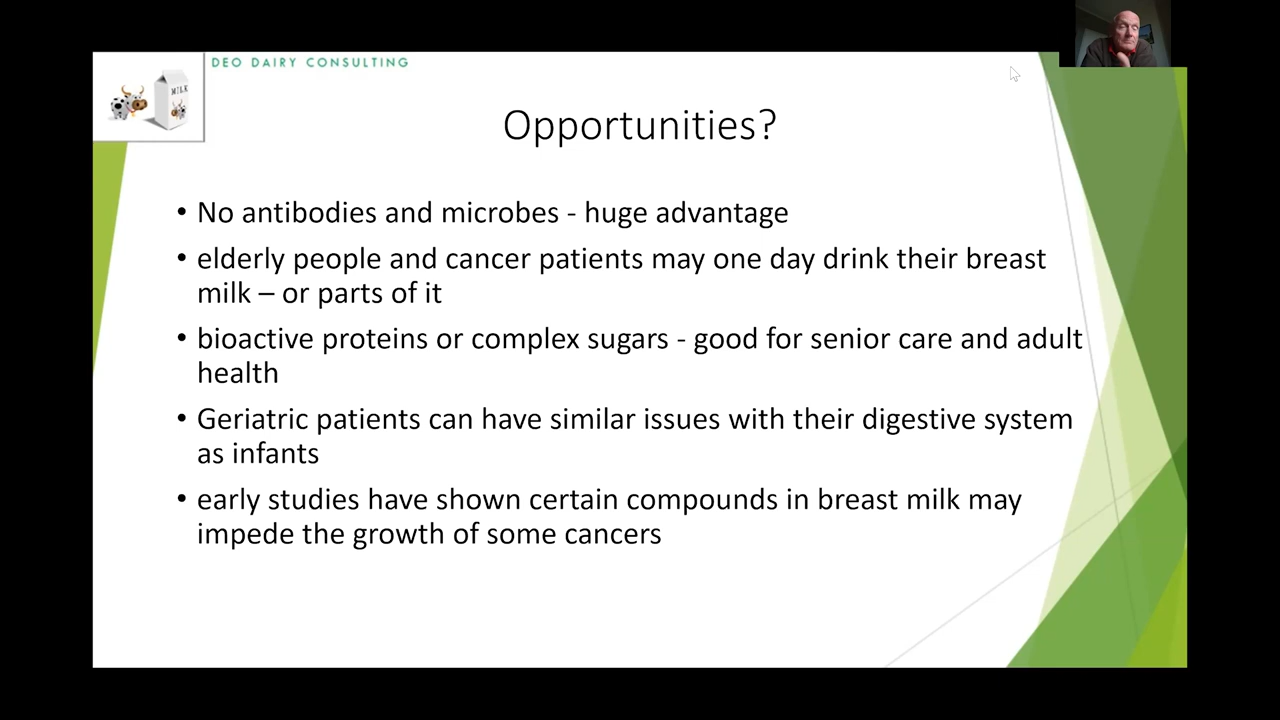 DEO DAIRY CONSULTING
MILK
Opportunities?
• No antibodies and microbes - huge advantage
• elderly people and cancer patients may one day drink their breast
milk – or parts of it
• bioactive proteins or complex sugars - good for senior care and adult
health
• Geriatric patients can have similar issues with their digestive system
as infants
• early studies have shown certain compounds in breast milk may
impede the growth of some cancers